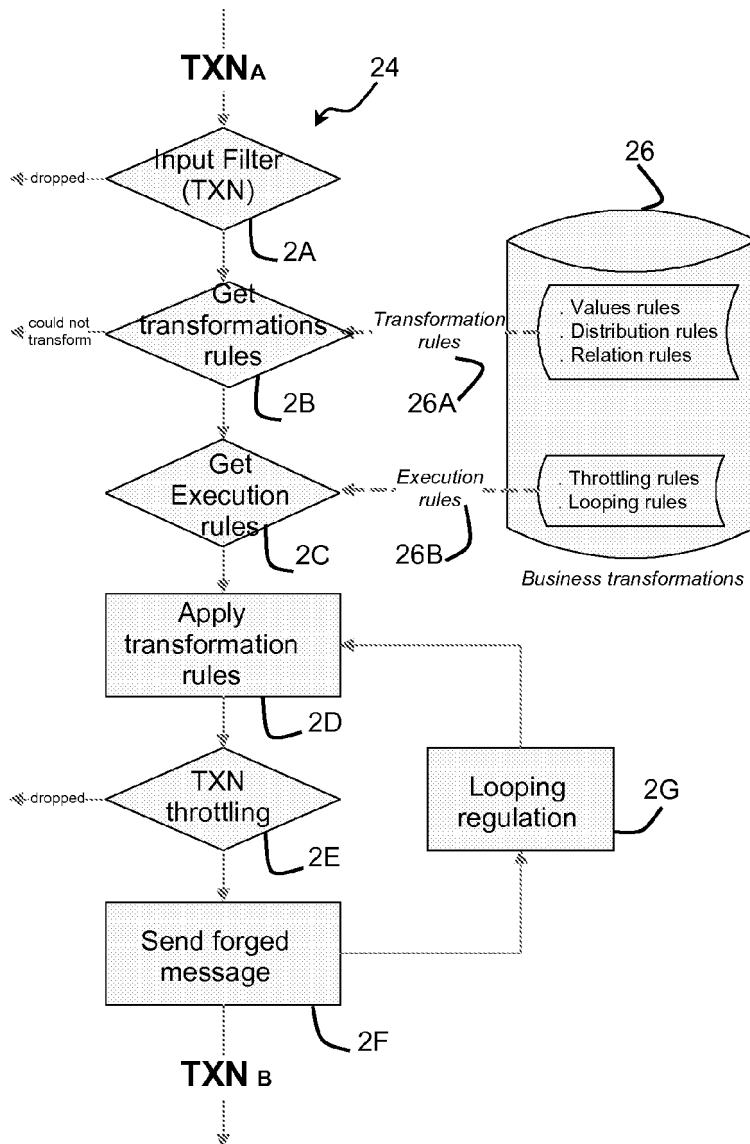 TXN A
24
Input Filter
(TXN)
dropped
2A
26
Get
transformations
rules
could not
transform
Transformation
rules
. Values rules
. Distribution rules
. Relation rules
2B
26A
Get
Execution
rules
Execution
rules
. Throttling rules
. Looping rules
2C
26B
Business transformations
Apply
transformation
rules
2D
TXN
throttling
dropped
Looping
regulation
2G
2E
Send forged
message
2F
TXN B